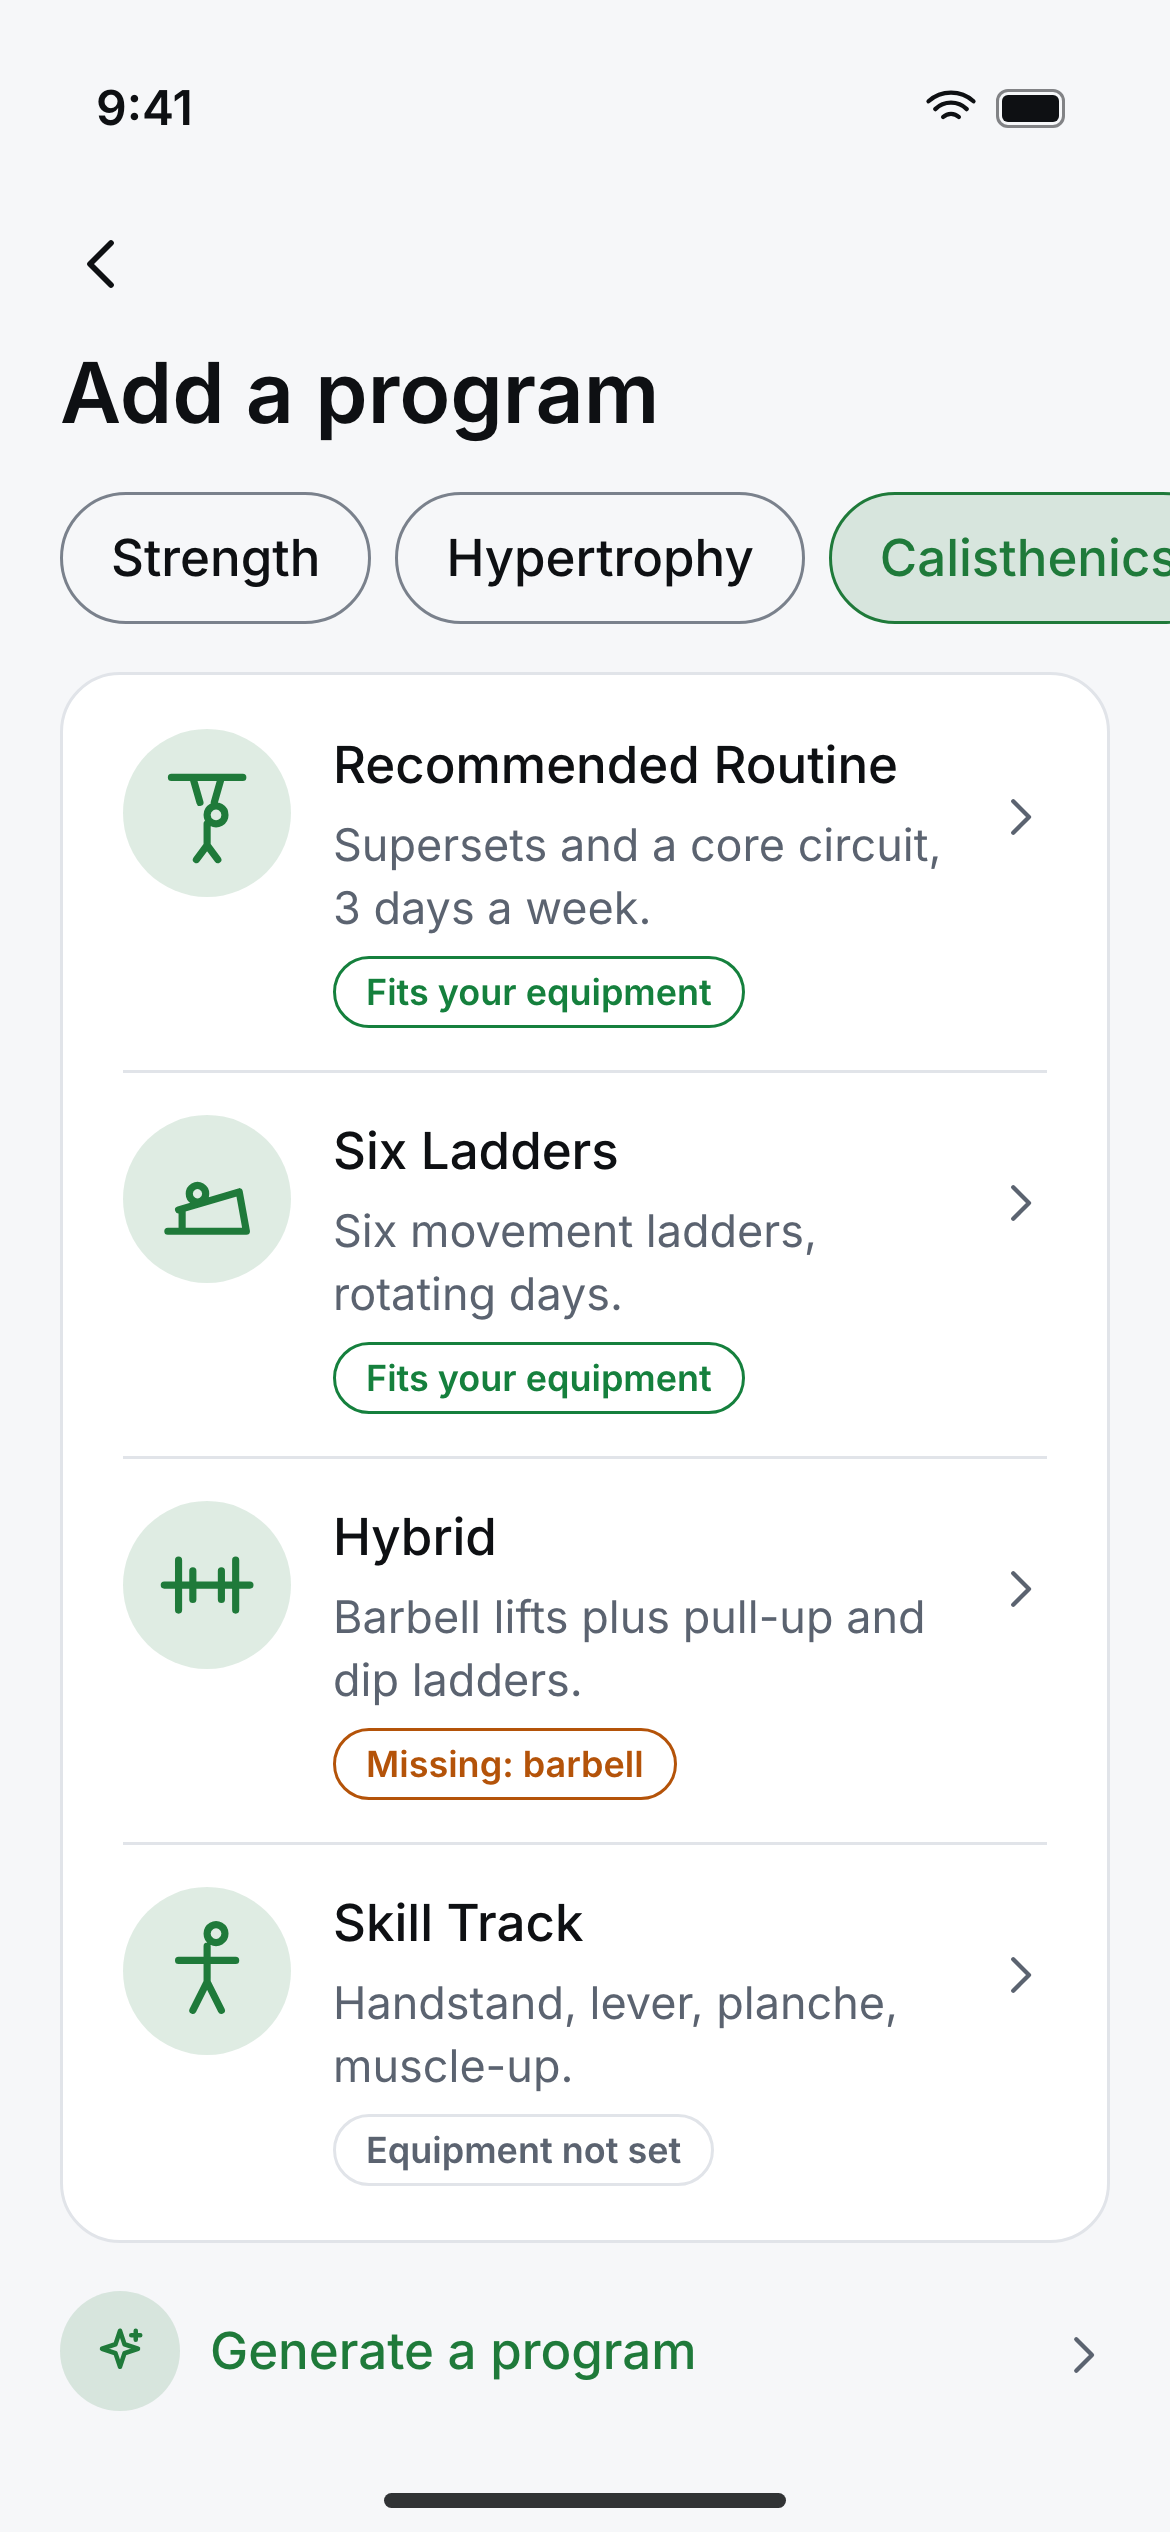 9:41
Add a program
Strength
Hypertrophy
Calisthenics
Recommended Routine
Supersets and a core circuit,
3 days a week.
Fits your equipment
Six Ladders
Six movement ladders,
rotating days.
Fits your equipment
Hybrid
Barbell lifts plus pull-up and
dip ladders.
Missing: barbell
Skill Track
Handstand, lever, planche,
muscle-up.
Equipment not set
Generate a program